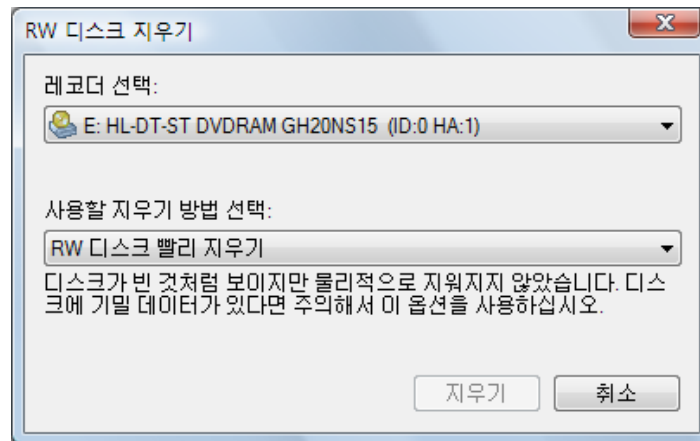 RW 디스크 지우기
레코더 선택:
E: HL-DT-ST DVDRAM GH20NS15 (ID:0 HA:1)
사용할 지우기 방법 선택:
RW 디스크 빨리 지우기
디스크가 빈 것처럼 보이지만 물리적으로 지워지지 않았습니다. 디스
크에 기밀 데이터가 있다면 주의해서 이 옵션을 사용하십시오.
지우기 취소